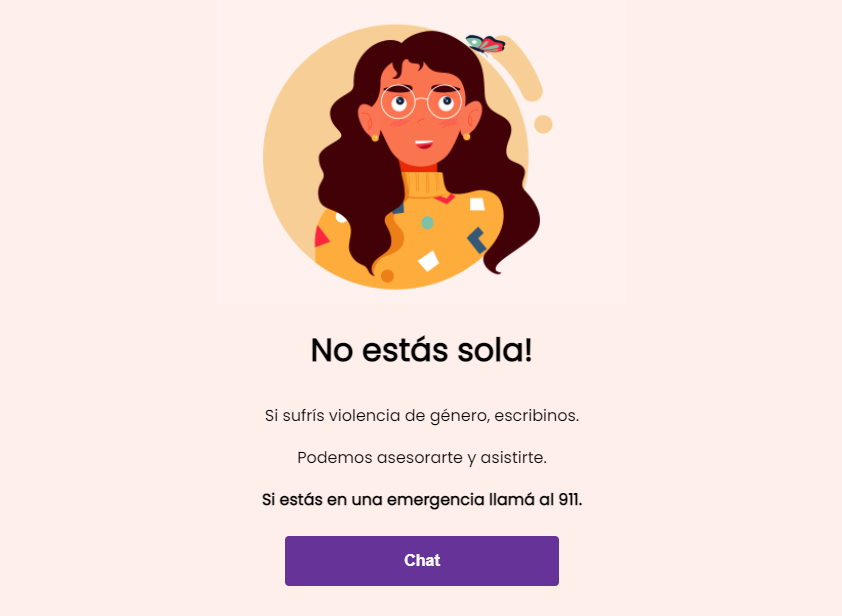 No estás sola!
Si sufrís violencia de género, escribinos.
Podemos asesorarte y asistirte.
Si estás en una emergencia llamá al 911.
Chat